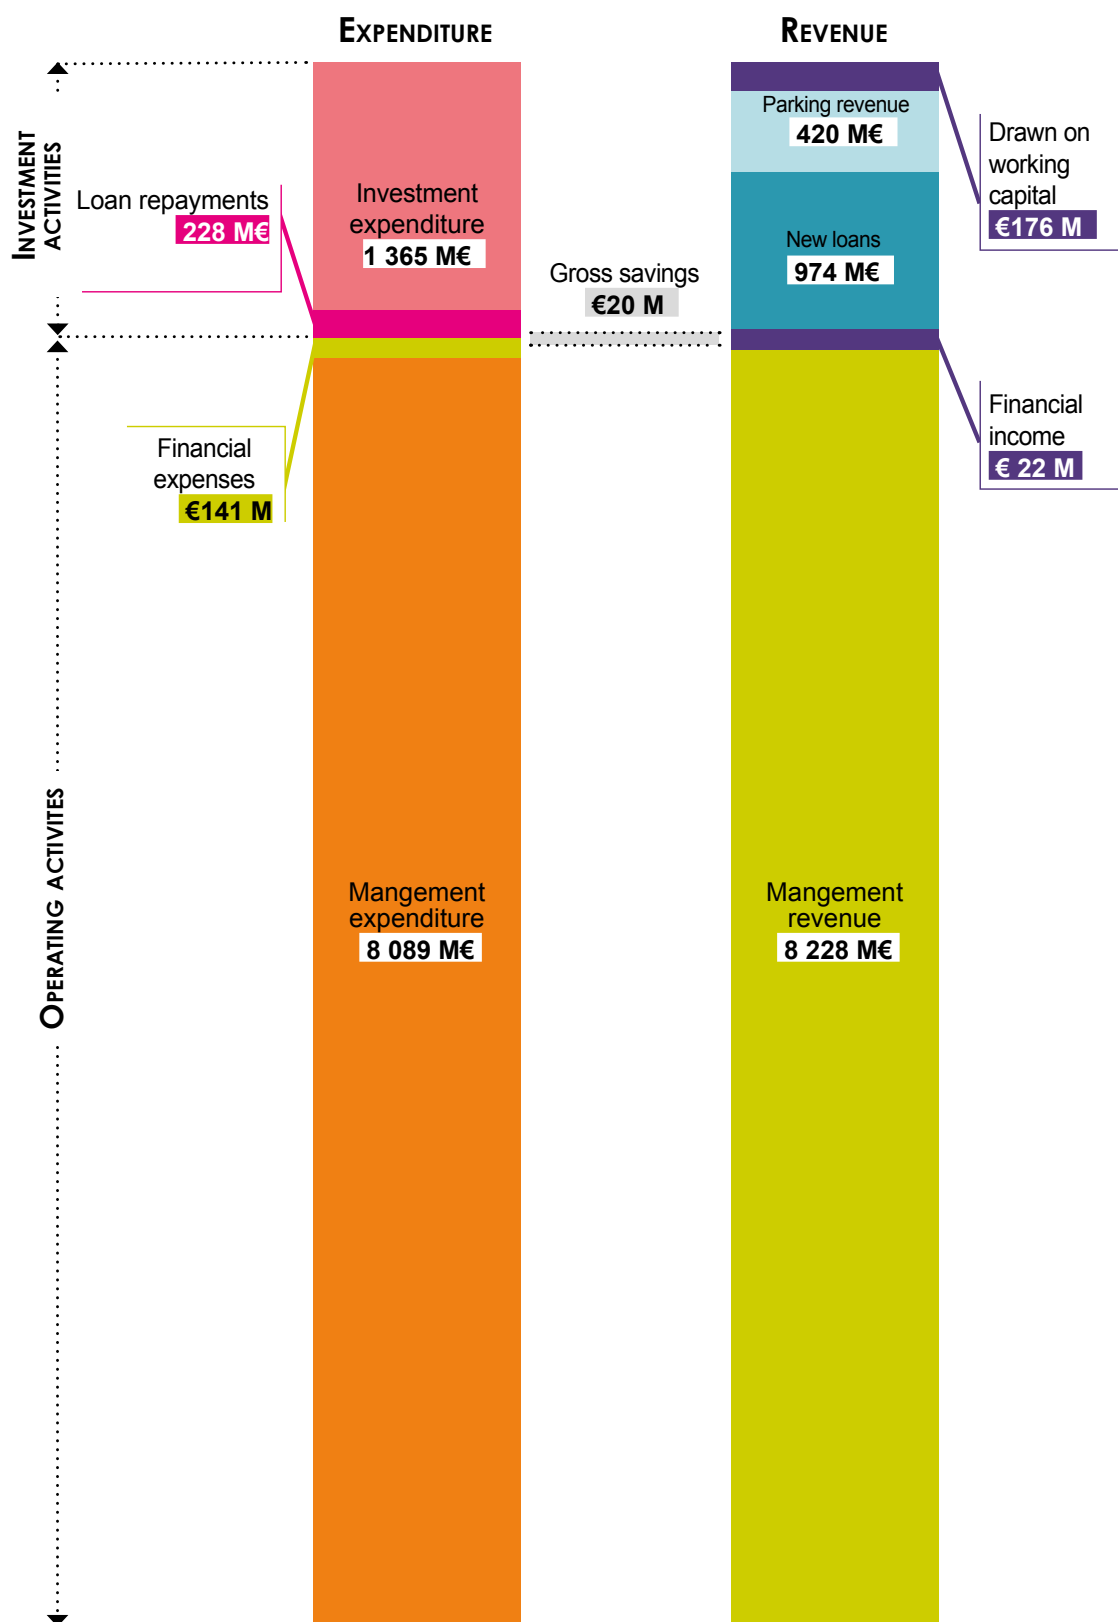 EXPENDITURE
REVENUE
INVESTMENT
ACTIVITIES
Loan repayments
228 M€
Investment
expenditure
1 365 M€
Gross savings
€20 M
Parking revenue
420 M€
New loans
974 M€
Drawn on
working
capital
€176 M
Financial
income
€ 22 M
Financial
expenses
€141 M
OPERATING ACTIVITES
Mangement
expenditure
8 089 M€
Mangement
revenue
8 228 M€